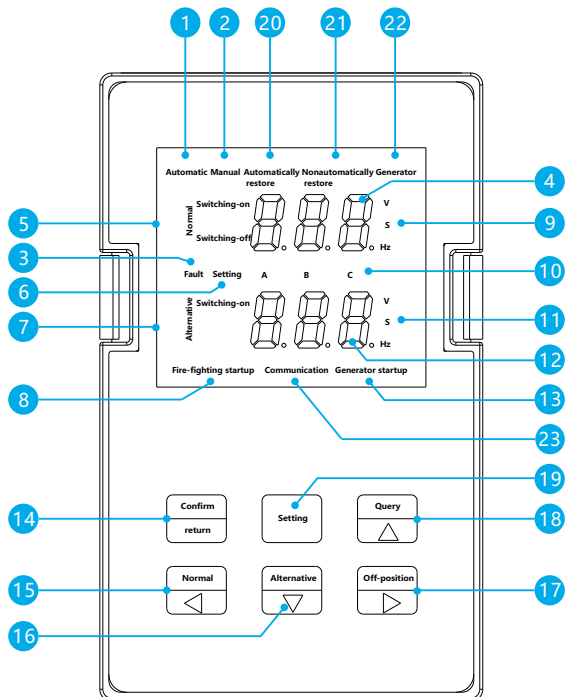 1 2 20 21 22
Automatic Manual Automatically Nonautomatically Generator
restore restore
4
Normal
Switching-on
V
5
S
9
Switching-off
Hz
3
Fault Setting A B C
10
6
Alternative
Switching-on
V
7
S
11
Hz
12
Fire-fighting startup Communication Generator startup
8
13
23
19
Confirm
return
Setting
Query
14
18
Normal
Alternative
Off-position
15
17
16